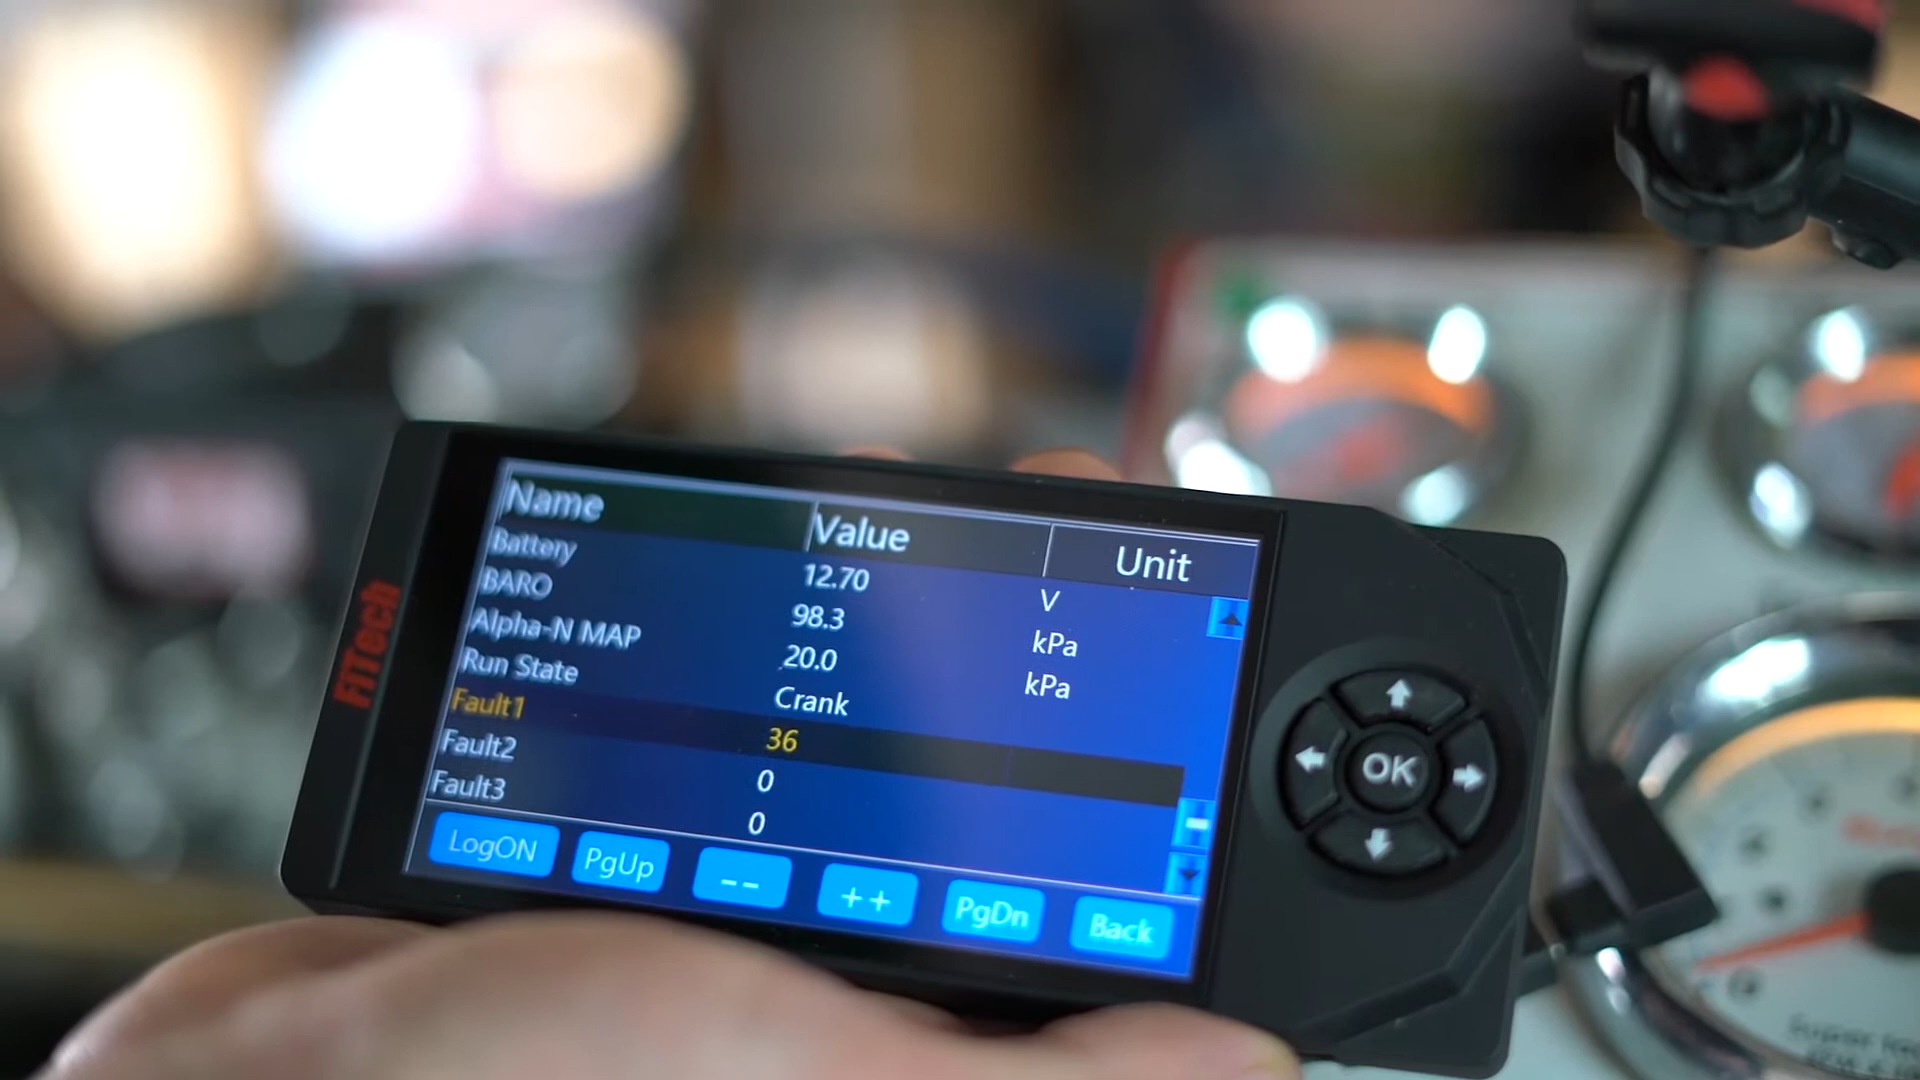 FiTech
Name Value Unit
Battery 12.70 V
BARO 98.3 kPa
Alpha-N MAP 20.0 kPa
Run State Crank
Fault1 36
Fault2 0
Fault3 0
LogON PgUp -- ++ PgDn Back
OK
Super